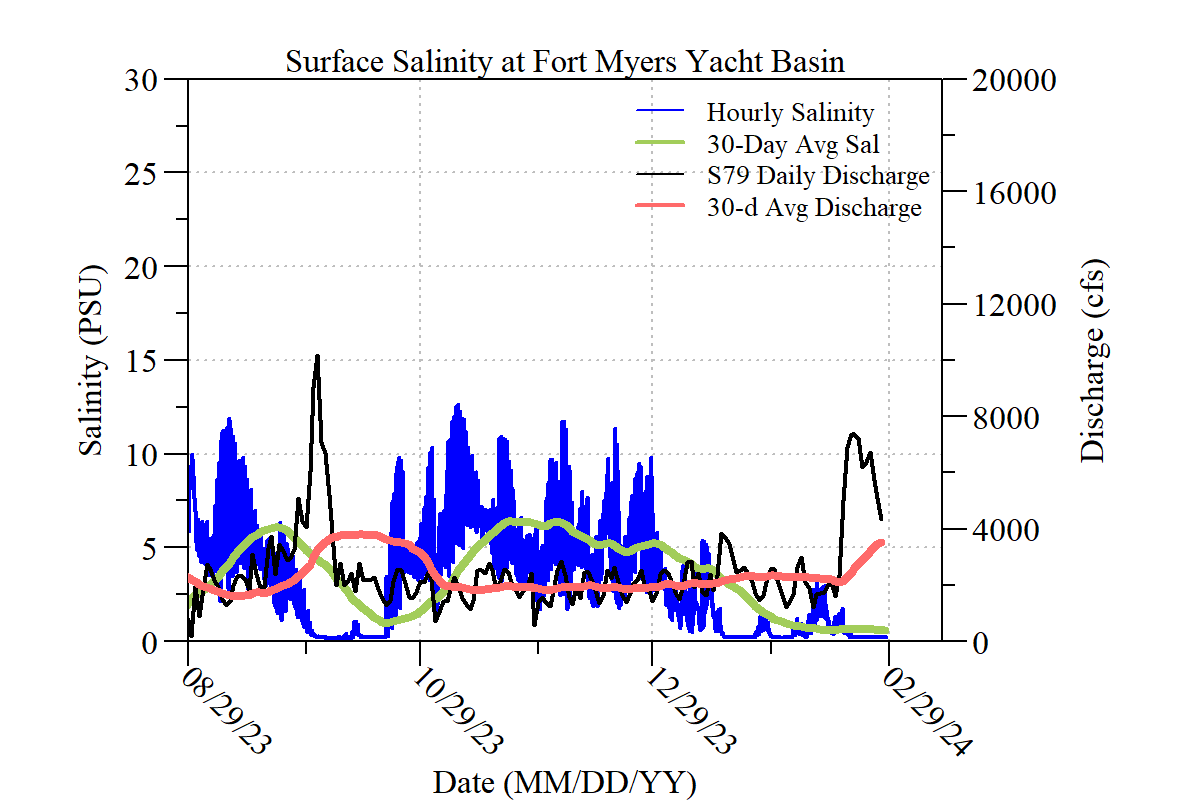 Surface Salinity at Fort Myers Yacht Basin
30
25
20
15
10
5
0
Salinity (PSU)
Hourly Salinity
30-Day Avg Sal
S79 Daily Discharge
30-d Avg Discharge
20000
16000
12000
8000
4000
0
Discharge (cfs)
08/29/23
10/29/23
12/29/23
02/29/24
Date (MM/DD/YY)